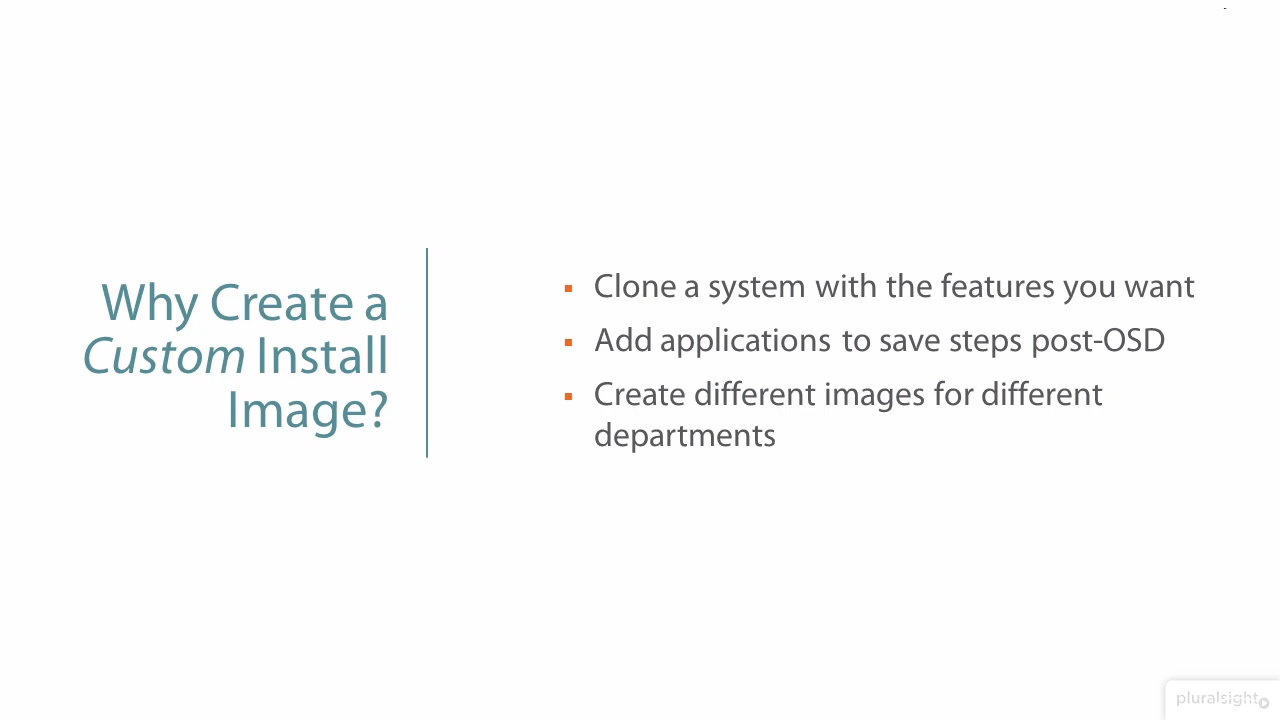 Why Create a
Custom Install
Image?
▪ Clone a system with the features you want
▪ Add applications to save steps post-OSD
▪ Create different images for different
departments
pluralsight